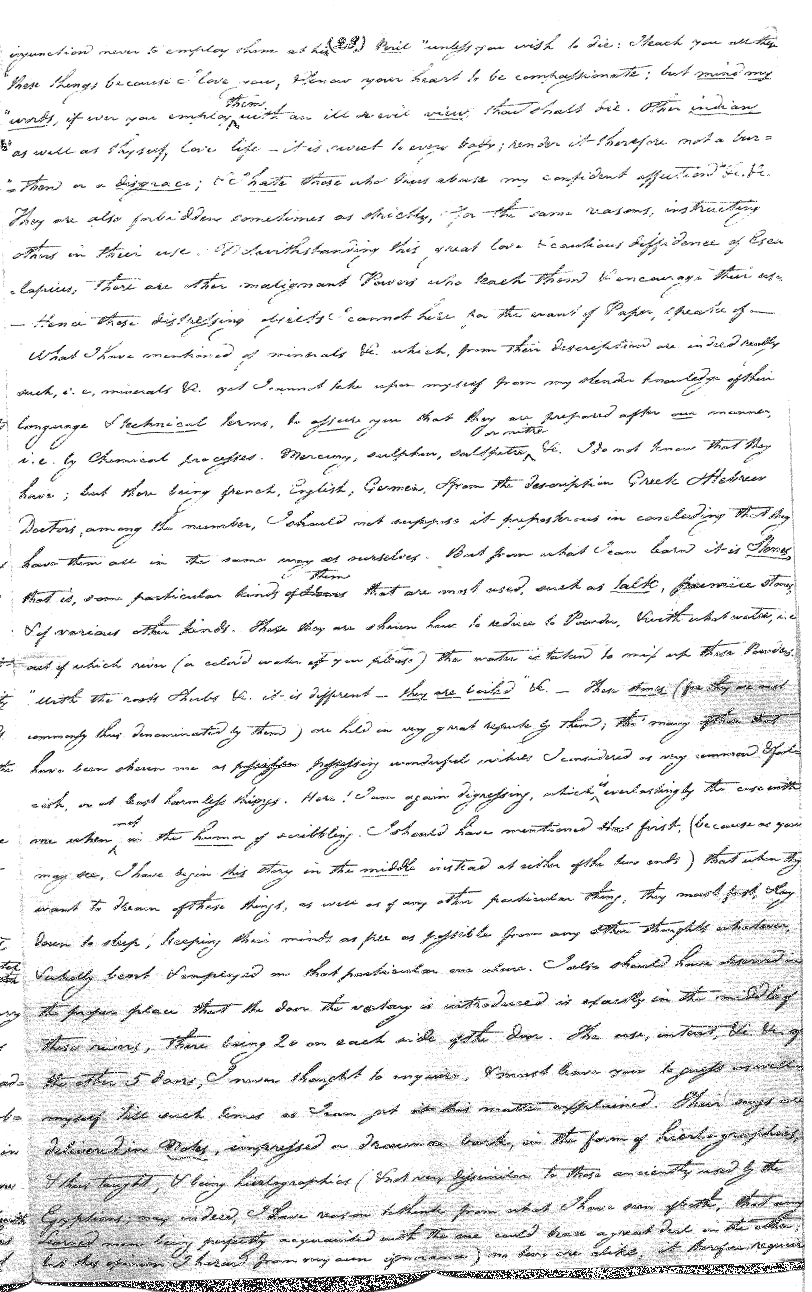 (23.)
injunction never to employ them at his Peril "unless you wish to die: I teach you all the
"these things because I love you, & know your heart to be compassionate; but mind my
them
"words, if ever you employ with an ill or evil view, thou shalt die. Other indians
"as well as thyself, love life – it is sweet to every body; render it therefore not a bur=
"=then or a disgrace; & I hate those who thus abuse my confident affection" &c. &c.
They are also forbidden sometimes as strictly, for the same reasons, instructing
others in their use. Notwithstanding this great love & cautious diffidence of Escu
-lapius, there are other malignant Powers who teach them & encourage their use.
– Hence those distressing objects I cannot here for the want of Paper, speak of —
What I have mentioned of minerals &c. which, from their description are indeed really
such, i.e, minerals &c. yet I cannot take upon myself from my slender knowledge of their
language & technical terms, to assure you that they are prepared after our manner,
or nitre
i.e. by Chemical processes. Mercury, sulphur, saltpetre &c. I do not know that they
have; but there being french, English, German, & from the description Greek & Hebrew
Doctors, among the number, I should not suppose it preposterous in concluding that they
have them all in the same way as ourselves. But from what I can learn it is Stones,
them
that is, some particular kinds of that are most used, such as talk, pumice stones,
& of various other kinds. These they are shewn how to reduce to Powder, & with what water, i.e
out of which river (a cold water if you please) the water is taken to mix up these Powders.
"With the roots & herbs &c. it is different – they are boiled" &c. – These stones (for they are most
commonly thus denominated by them) are held in very great repute by them; tho' many of those that
have been shewn me as possessing wonderful virtues I considered as very common &
or at least harmless things. Here! I am again digressing, which is everlastingly the case with
not
me when in the humor of scribbling. I should have mentioned that first, (because as you
may see, I have begun this story in the middle instead at either of the two ends) that when they
want to dream of these things, as well as of any other particular thing, they must first, lay
down to sleep; keeping their minds as free as possible from any other thoughts whatever,
& wholly bent & employed on that particular one alone. I also should have observed in
the proper place that the door the votary is introduced is exactly in the middle of
these rooms, there being 20 on each side of the door. The use, intent, &c. &c. of
the other 5 doors, I never thought to enquire, & must leave you to guess as well
myself till such times as I can get this matter explained. Their songs are
delivered in Notes, impressed or drawn on bark, in the form of hieroglyphics,
& thus taught, & being hieroglyphics (& not very dissimilar to those anciently used by the
Egyptians; may indeed, I have reason to think from what I have seen of both, that any
learned man being perfectly acquainted with the one could trace a great deal in the other;
but this opinion I hazard from my own ignorance) no two are alike, it therefore requires